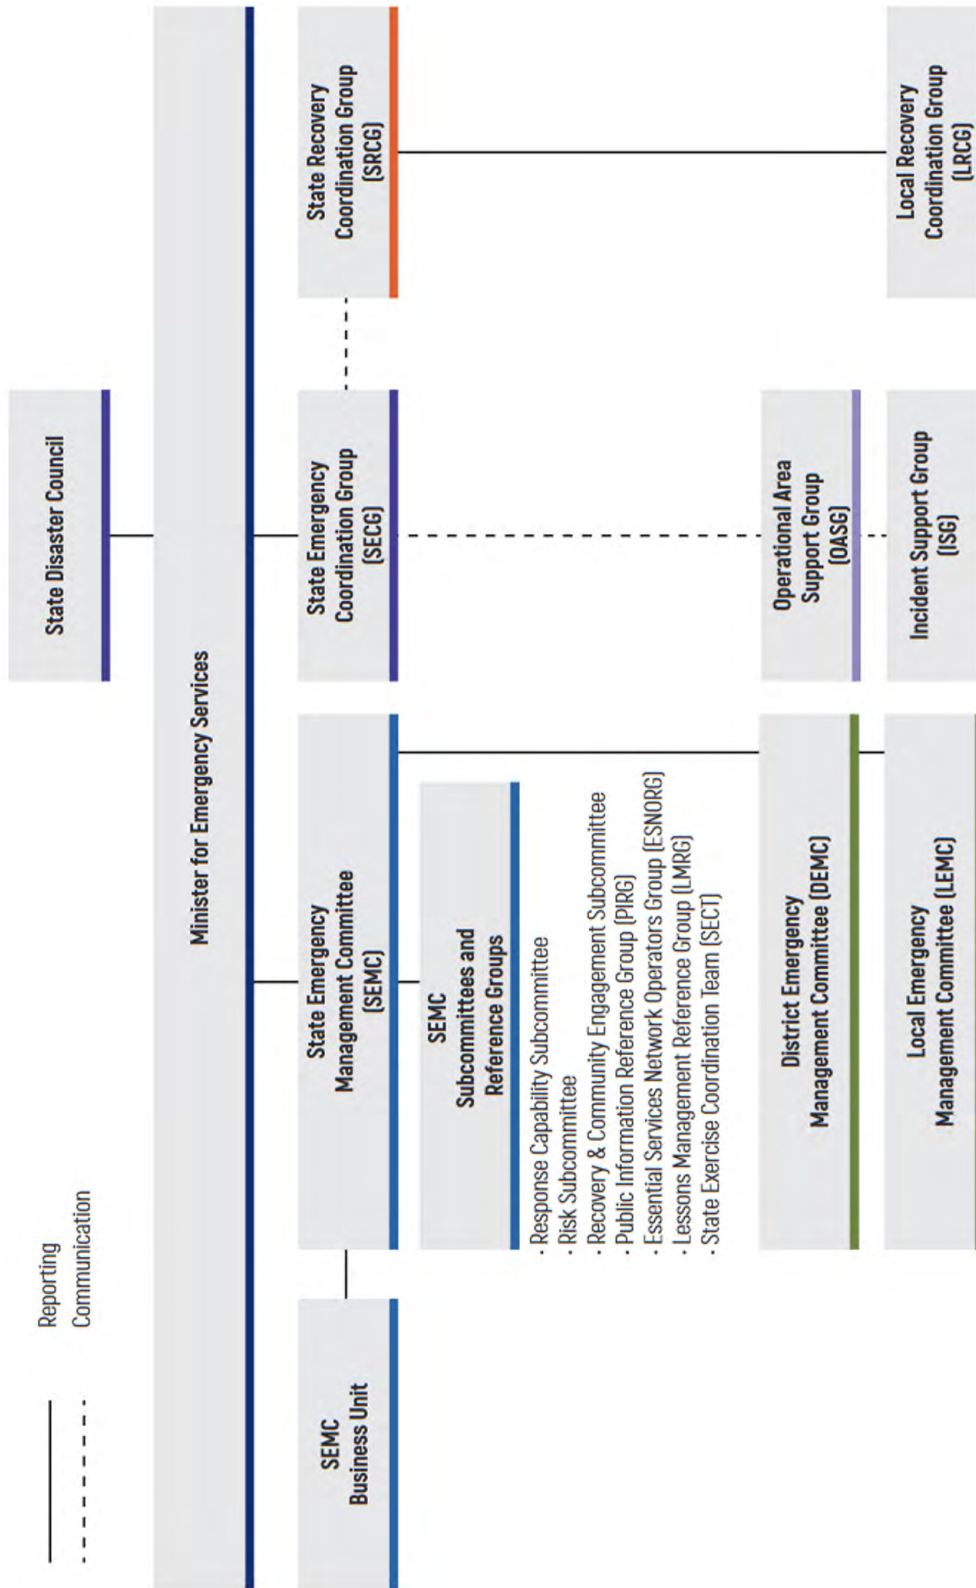 Reporting
Communication
State Disaster Council
Minister for Emergency Services
SEMC
Business Unit
State Emergency
Management Committee
(SEMC)
State Emergency
Coordination Group
(SECG)
State Recovery
Coordination Group
(SRCG)
SEMC
Subcommittees and
Reference Groups
· Response Capability Subcommittee
· Risk Subcommittee
· Recovery & Community Engagement Subcommittee
· Public Information Reference Group (PIRG)
· Essential Services Network Operators Group (ESNORG)
· Lessons Management Reference Group (LMRG)
· State Exercise Coordination Team (SECT)
District Emergency
Management Committee (DEMC)
Operational Area
Support Group
(OASG)
Local Emergency
Management Committee (LEMC)
Incident Support Group
(ISG)
Local Recovery
Coordination Group
(LRCG)